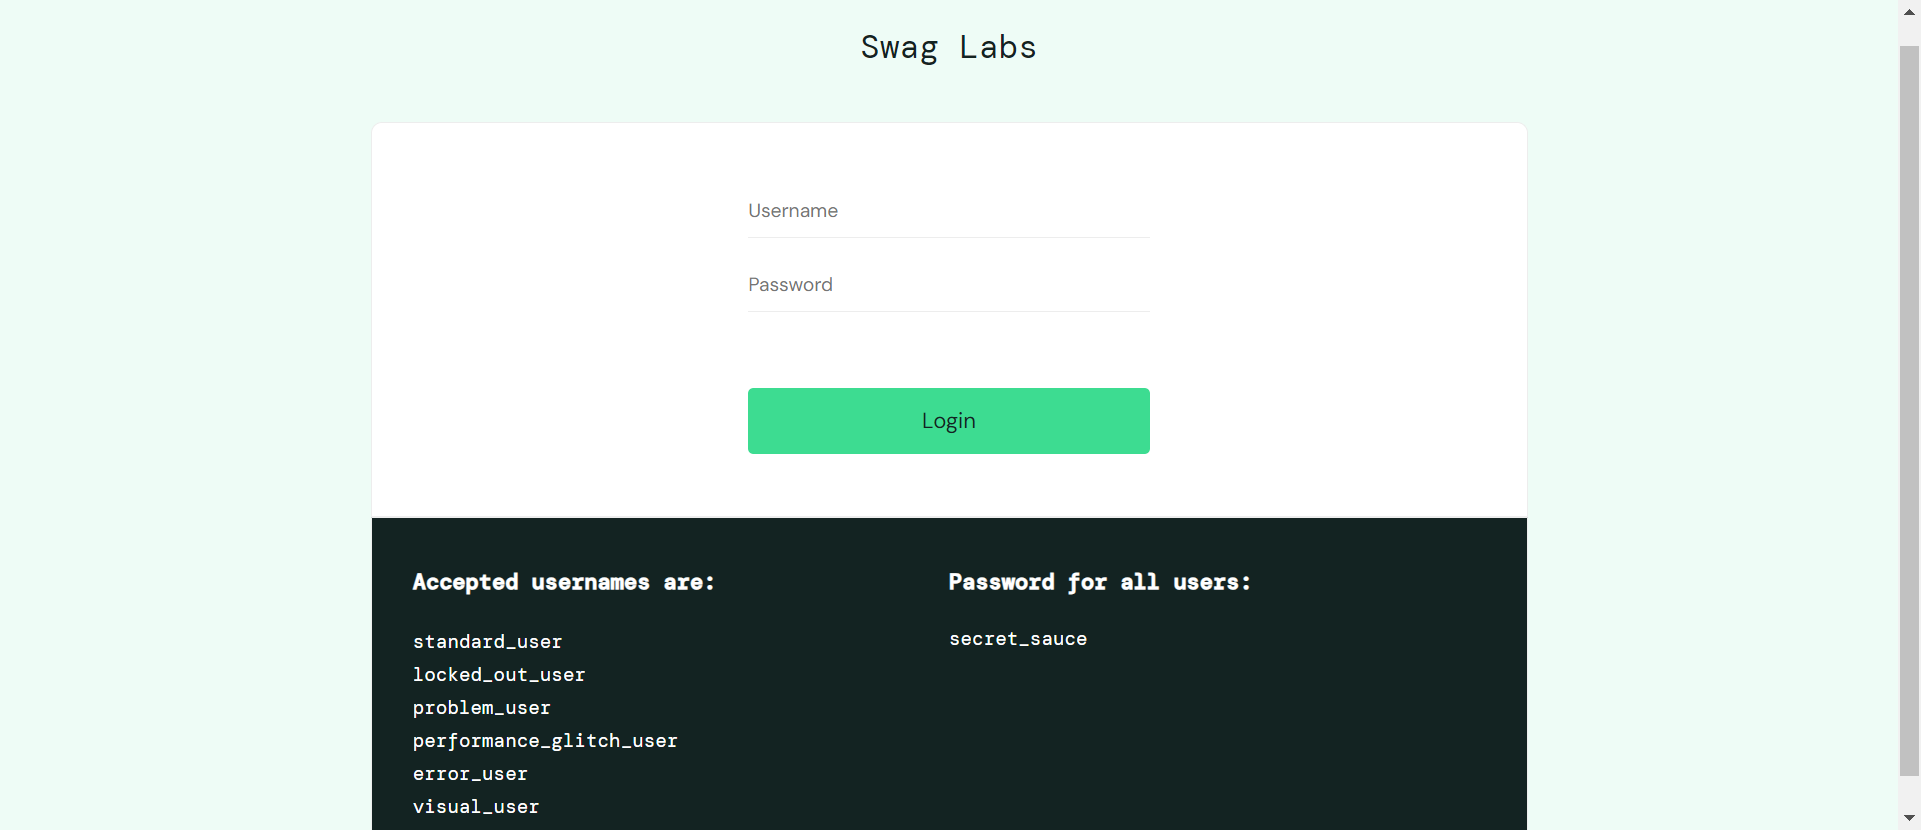 Swag Labs
Username
Password
Login
Accepted usernames are:
standard_user
locked_out_user
problem_user
performance_glitch_user
error_user
visual_user
Password for all users:
secret_sauce